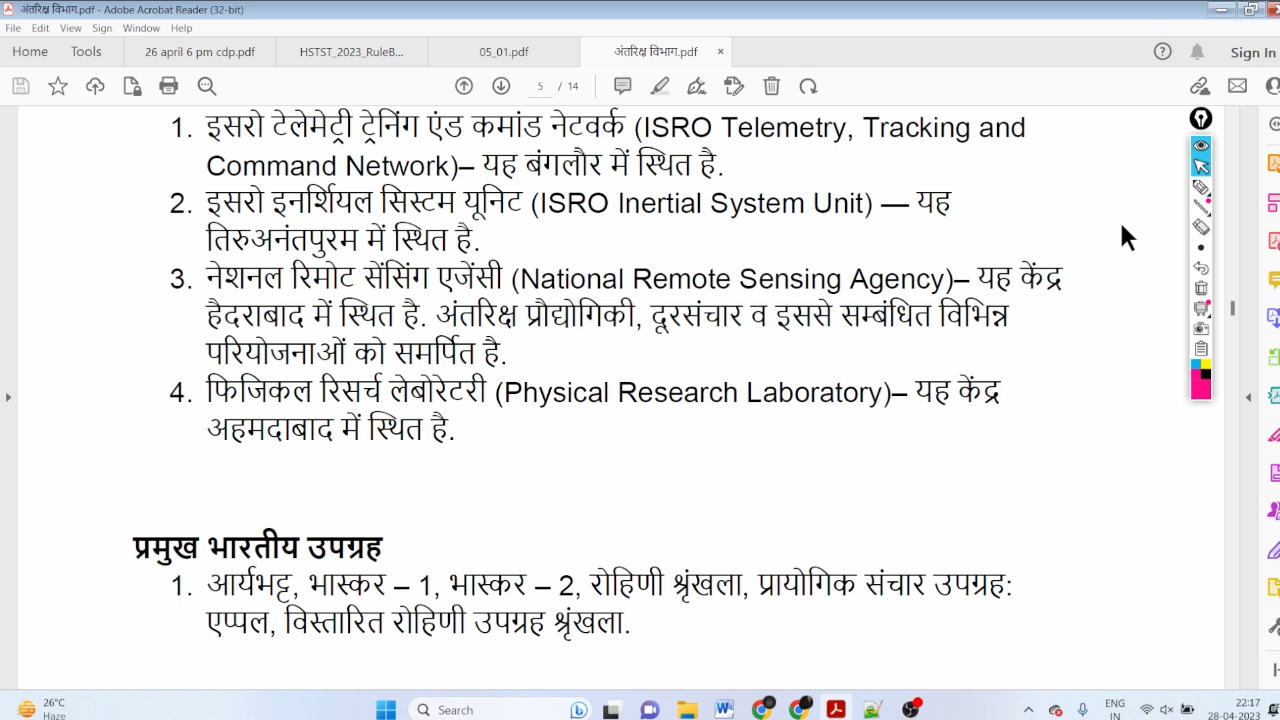 अंतरिक्ष विभाग.pdf - Adobe Acrobat Reader (32-bit)
File Edit View Sign Window Help
Home Tools 26 april 6 pm cdp.pdf HSTST_2023_RuleB... 05_01.pdf अंतरिक्ष विभाग.pdf × Sign In
5 / 14
1. इसरो टेलेमेट्री ट्रेनिंग एंड कमांड नेटवर्क (ISRO Telemetry, Tracking and
Command Network)– यह बंगलौर में स्थित है.
2. इसरो इनर्शियल सिस्टम यूनिट (ISRO Inertial System Unit) — यह
तिरुअनंतपुरम में स्थित है.
3. नेशनल रिमोट सेंसिंग एजेंसी (National Remote Sensing Agency)– यह केंद्र
हैदराबाद में स्थित है. अंतरिक्ष प्रौद्योगिकी, दूरसंचार व इससे सम्बंधित विभिन्न
परियोजनाओं को समर्पित है.
4. फिजिकल रिसर्च लेबोरेटरी (Physical Research Laboratory)– यह केंद्र
अहमदाबाद में स्थित है.
प्रमुख भारतीय उपग्रह
1. आर्यभट्ट, भास्कर – 1, भास्कर – 2, रोहिणी श्रृंखला, प्रायोगिक संचार उपग्रह:
एप्पल, विस्तारित रोहिणी उपग्रह श्रृंखला.
26°C
Haze
Search
ENG
IN
22:17
28-04-2023